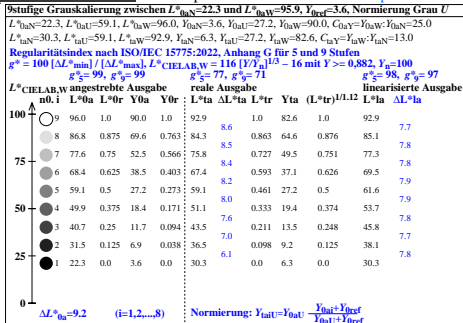 9stufige Grauskalierung zwischen L*0aN=22.3 und L*0aW=95.9, Y0ref=3.6, Normierung Grau U
L*0aN=22.3, L*0aU=59.1, L*0aW=96.0, Y0aN=3.6, Y0aU=27.2, Y0aW=90.0, C0aY=Y0aW:Y0aN=25.0
L*taN=30.3, L*taU=59.1, L*taW=92.9, YtaN=6.3, YtaU=27.2, YtaW=82.6, CtaY=YtaW:YtaN=13.0
Regularitätsindex nach ISO/IEC 15775:2022, Anhang G für 5 und 9 Stufen
g* = 100 [ΔL*min] / [ΔL*max], L*CIELAB,W = 116 [Y/Yn]1/3 − 16 mit Y >= 0,882, Yn=100
g*5= 99, g*9= 99 g*5= 77, g*9= 71 g*5= 98, g*9= 97
L*CIELAB,W angestrebte Ausgabe reale Ausgabe linearisierte Ausgabe
n0. i L*0a L*0r Y0a Y0r L*ta ΔL*ta L*tr Yta (L*tr)1/1.12 L*la ΔL*la
100
9 96.0 1.0 90.0 1.0 92.9 1.0 82.6 1.0 92.9
8.6 7.7
8 86.8 0.875 69.6 0.763 84.3 0.863 64.6 0.876 85.1
8.5 7.8
7 77.6 0.75 52.5 0.566 75.8 0.727 49.5 0.751 77.3
75
8.4 7.8
6 68.4 0.625 38.5 0.403 67.4 0.593 37.1 0.626 69.5
8.2 7.9
5 59.1 0.5 27.2 0.273 59.1 0.461 27.2 0.5 61.6
8.0 7.9
50
4 49.9 0.375 18.4 0.171 51.1 0.333 19.4 0.374 53.7
7.6 7.8
3 40.7 0.25 11.7 0.094 43.5 0.211 13.5 0.248 45.8
7.0 7.7
2 31.5 0.125 6.9 0.038 36.5 0.098 9.2 0.125 38.1
6.1 7.8
25
1 22.3 0.0 3.6 0.0 30.3 0.0 6.3 0.0 30.3
0
ΔL*0a=9.2 (i=1,2,...,8) Normierung: YtaiU=Y0aU Y0ai+Y0ref
Y0aU+Y0ref